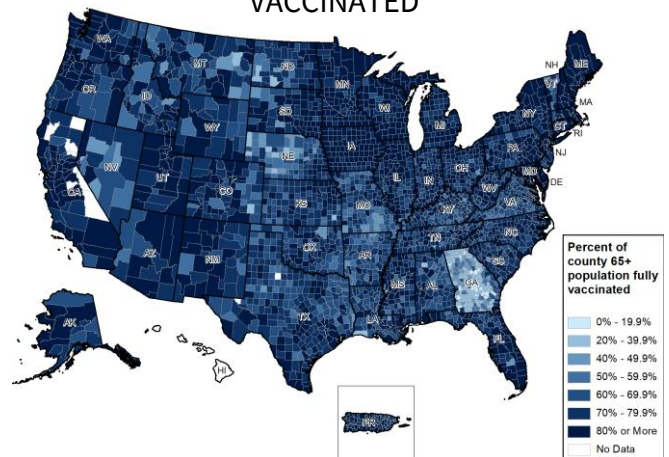 VACCINATED
WA
OR
CA
NV
ID
MT
WY
UT
AZ
CO
NM
ND
SD
NE
KS
OK
TX
MN
IA
MO
AR
LA
WI
IL
MI
IN
OH
KY
TN
MS
AL
GA
FL
SC
NC
VA
WV
PA
NY
VT
NH
ME
MA
RI
CT
NJ
DE
MD
AK
HI
PR
Percent of
county 65+
population fully
vaccinated
0% - 19.9%
20% - 39.9%
40% - 49.9%
50% - 59.9%
60% - 69.9%
70% - 79.9%
80% or More
No Data